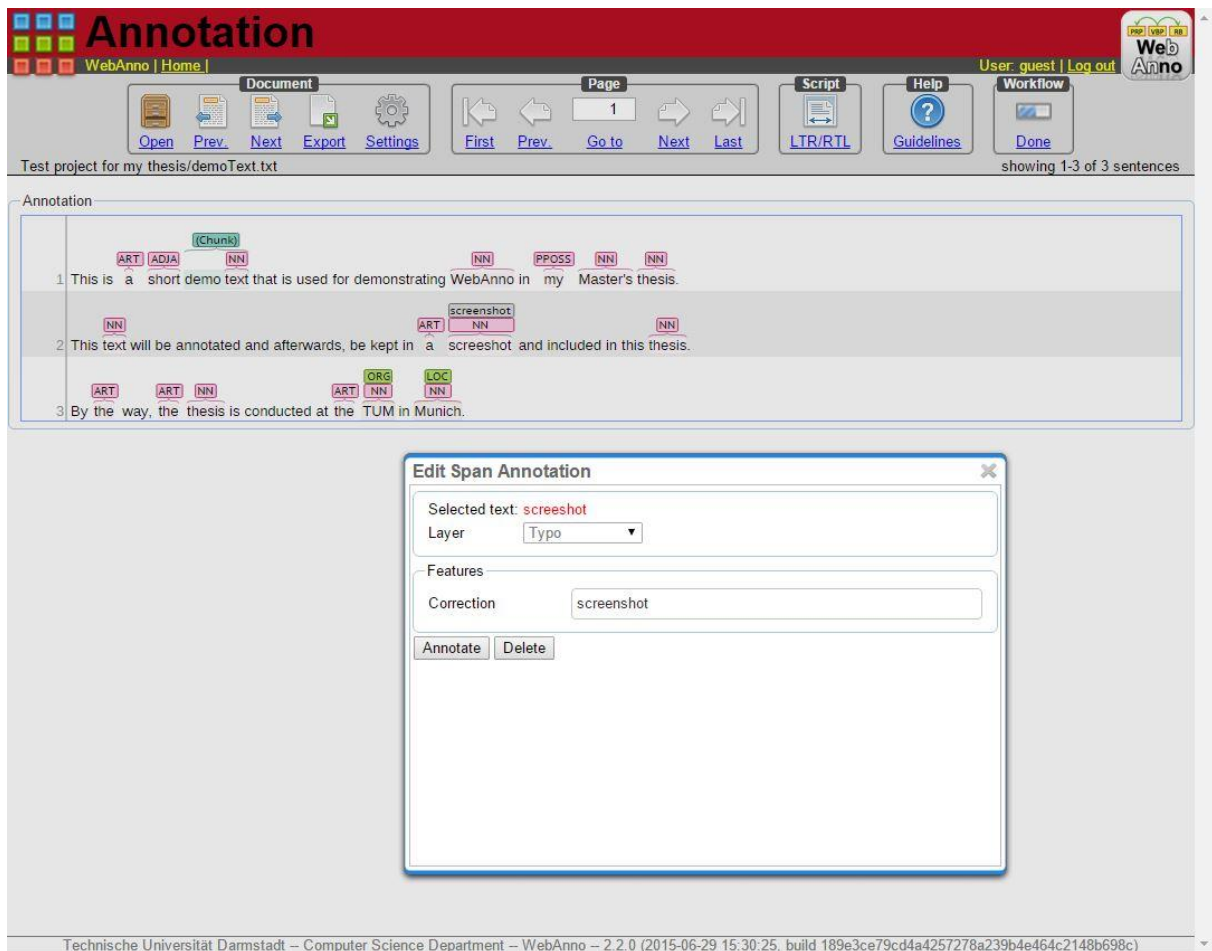 Annotation
PRP VBP RB
Web
Anno
WebAnno | Home |
User: guest | Log out
Document Page Script Help Workflow
1
Open Prev. Next Export Settings First Prev. Go to Next Last LTR/RTL Guidelines Done
Test project for my thesis/demoText.txt
showing 1-3 of 3 sentences
Annotation
(Chunk)
ART ADJA NN NN PPOSS NN NN
1 This is a short demo text that is used for demonstrating WebAnno in my Master's thesis.
screenshot
NN ART NN NN
2 This text will be annotated and afterwards, be kept in a screeshot and included in this thesis.
ORG LOC
ART ART NN ART NN NN
3 By the way, the thesis is conducted at the TUM in Munich.
Edit Span Annotation
Selected text: screeshot
Layer Typo
Features
Correction screenshot
Annotate Delete
Technische Universität Darmstadt -- Computer Science Department -- WebAnno -- 2.2.0 (2015-06-29 15:30:25, build 189e3ce79cd4a4257278a239b4e464c2148b698c)